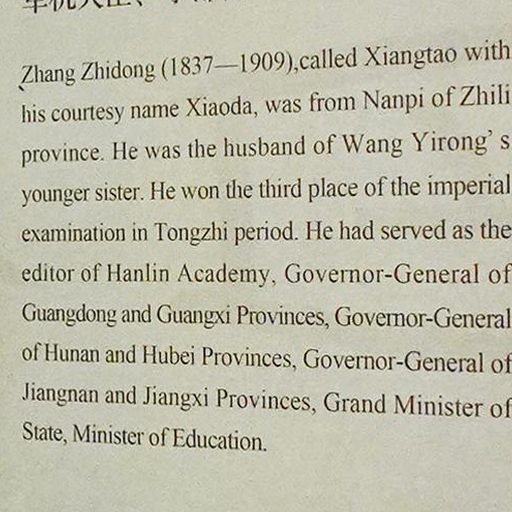 Zhang Zhidong (1837—1909),called Xiangtao with
his courtesy name Xiaoda, was from Nanpi of Zhili
province. He was the husband of Wang Yirong's
younger sister. He won the third place of the imperial
examination in Tongzhi period. He had served as the
editor of Hanlin Academy, Governor-General of
Guangdong and Guangxi Provinces, Governor-General
of Hunan and Hubei Provinces, Governor-General of
Jiangnan and Jiangxi Provinces, Grand Minister of
State, Minister of Education.